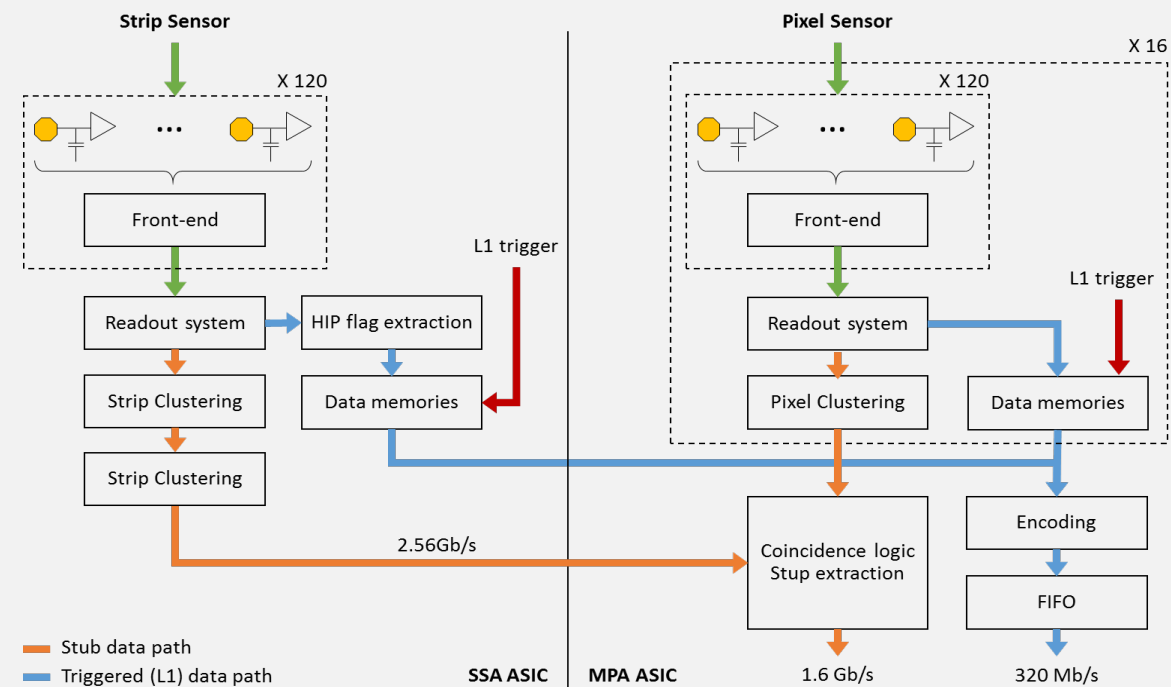 Strip Sensor
Pixel Sensor
X 16
X 120
X 120
...
...
Front-end
Front-end
L1 trigger
L1 trigger
Readout system
HIP flag extraction
Readout system
Strip Clustering
Data memories
Pixel Clustering
Data memories
Strip Clustering
Encoding
2.56Gb/s
Coincidence logic
Stup extraction
FIFO
Stub data path
Triggered (L1) data path
SSA ASIC
MPA ASIC
1.6 Gb/s
320 Mb/s